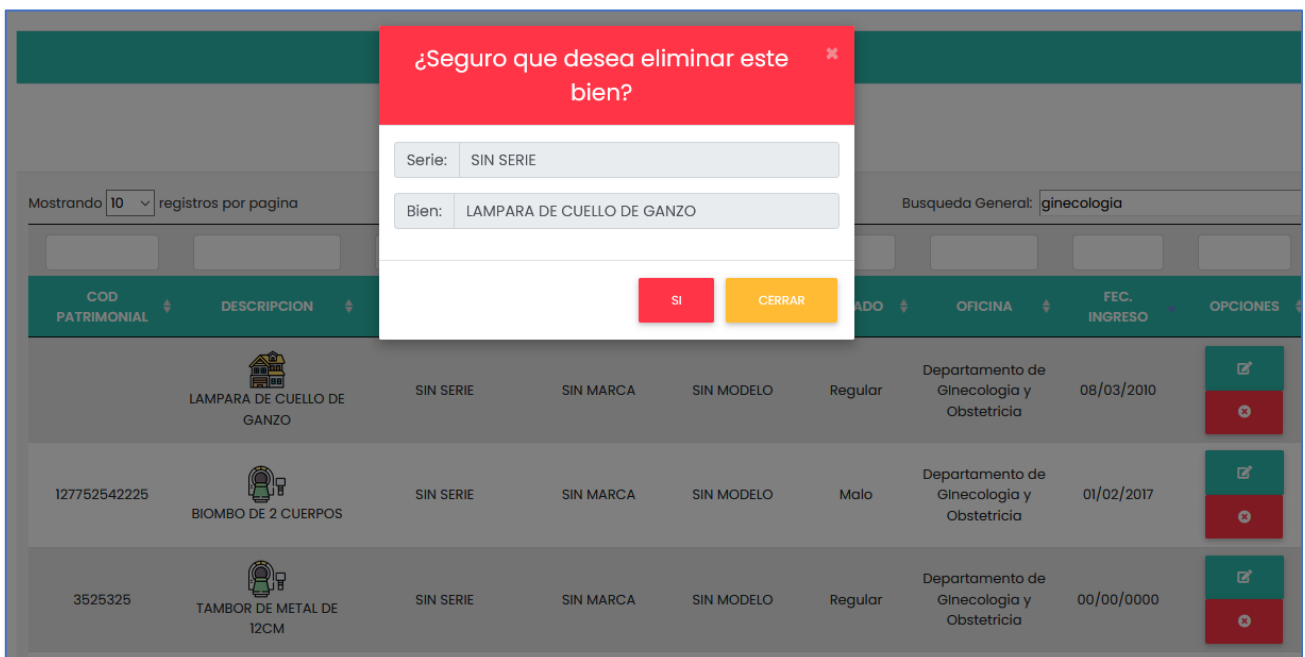 ¿Seguro que desea eliminar este
bien?
Serie: SIN SERIE
Bien: LAMPARA DE CUELLO DE GANZO
SI CERRAR
Mostrando 10 registros por pagina
Busqueda General: ginecologia
COD
PATRIMONIAL
DESCRIPCION
ADO
OFICINA
FEC.
INGRESO
OPCIONES
LAMPARA DE CUELLO DE
GANZO
SIN SERIE
SIN MARCA
SIN MODELO
Regular
Departamento de
GInecologia y
Obstetricia
08/03/2010
127752542225
BIOMBO DE 2 CUERPOS
SIN SERIE
SIN MARCA
SIN MODELO
Malo
Departamento de
GInecologia y
Obstetricia
01/02/2017
3525325
TAMBOR DE METAL DE
12CM
SIN SERIE
SIN MARCA
SIN MODELO
Regular
Departamento de
GInecologia y
Obstetricia
00/00/0000